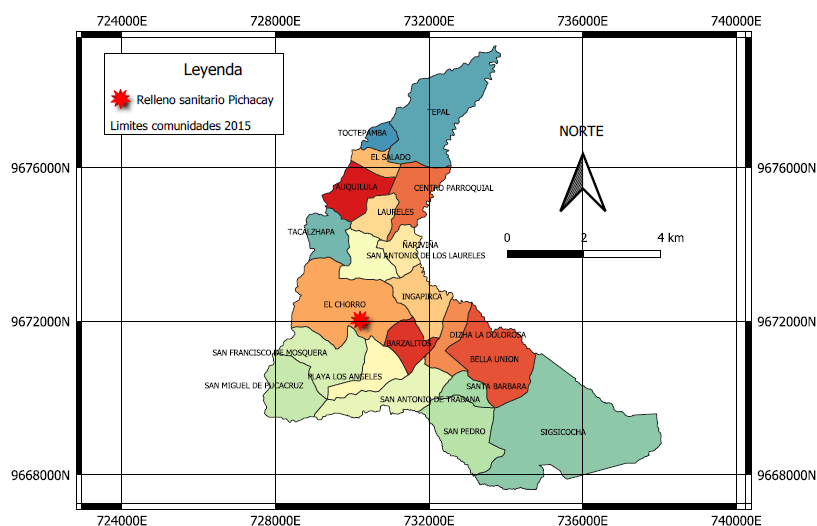 724000E 728000E 732000E 736000E 740000E
Leyenda
Relleno sanitario Pichacay
Limites comunidades 2015
TEPAL
NORTE
TOCTEPAMBA
EL SALADO
9676000N 9676000N
AUQUILULA
CENTRO PARROQUIAL
LAURELES
TACALZHAPA
ÑARIVIÑA
0 2 4 km
SAN ANTONIO DE LOS LAURELES
INGAPIRCA
EL CHORRO
9672000N 9672000N
DIZHA LA DOLOROSA
BARZALITOS
SAN FRANCISCO DE MOSQUERA
BELLA UNION
PLAYA LOS ANGELES
SAN MIGUEL DE PUCACRUZ
SANTA BARBARA
SAN ANTONIO DE TRABANA
SAN PEDRO
SIGSICOCHA
9668000N 9668000N
724000E 728000E 732000E 736000E 740000E